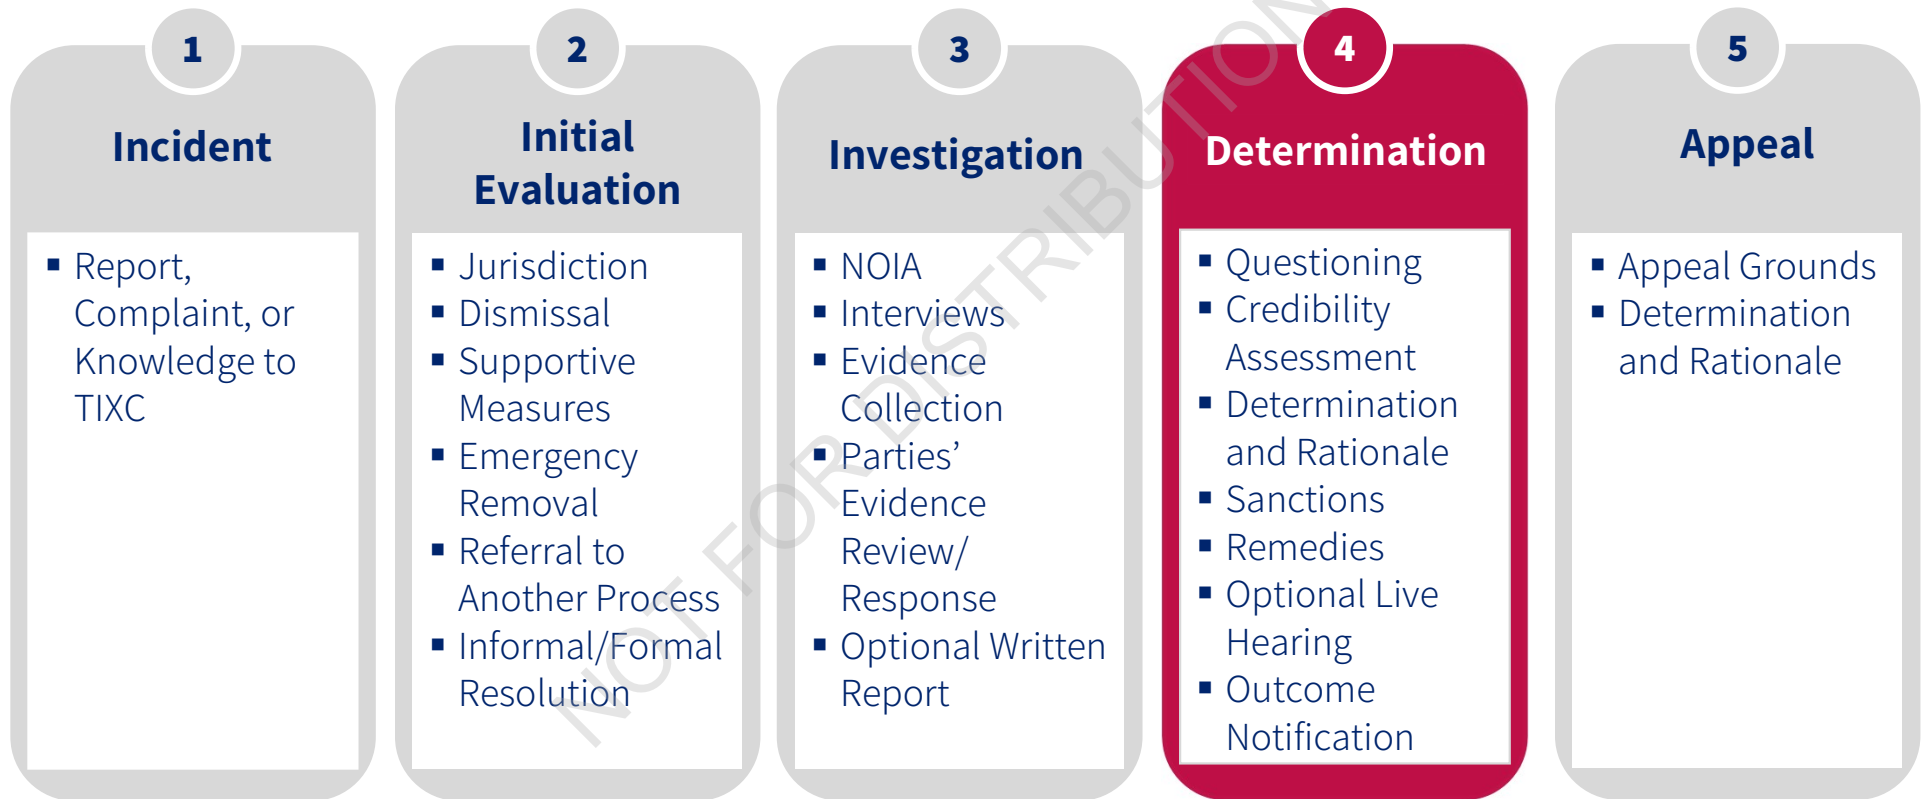 1
Incident
▪ Report,
Complaint, or
Knowledge to
TIXC
2
Initial
Evaluation
▪ Jurisdiction
▪ Dismissal
▪ Supportive
Measures
▪ Emergency
Removal
▪ Referral to
Another Process
▪ Informal/Formal
Resolution
3
Investigation
▪ NOIA
▪ Interviews
▪ Evidence
Collection
▪ Parties’
Evidence
Review/
Response
▪ Optional Written
Report
4
Determination
▪ Questioning
▪ Credibility
Assessment
▪ Determination
and Rationale
▪ Sanctions
▪ Remedies
▪ Optional Live
Hearing
▪ Outcome
Notification
5
Appeal
▪ Appeal Grounds
▪ Determination
and Rationale
NOT FOR DISTRIBUTION